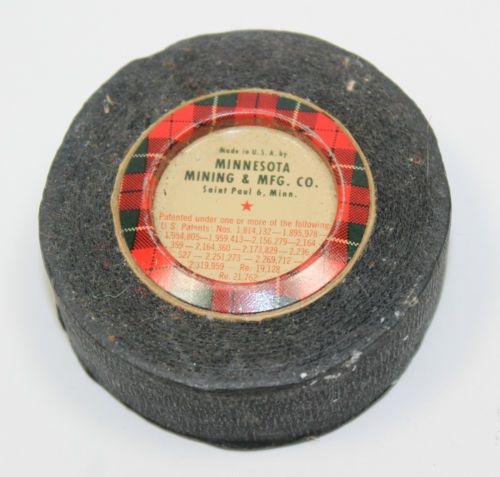 Made in U.S.A. by
MINNESOTA
MINING & MFG. CO.
Saint Paul 6, Minn.
Patented under one or more of the following
U. S. Patents: Nos. 1,814,132 — 1,895,978 —
1,954,805 — 1,959,413 — 2,156,279 — 2,164,
359 — 2,164,360 — 2,173,829 — 2,236,
527 — 2,251,273 — 2,269,712 —
2,319,959 — Re. 19,128
Re. 21,762